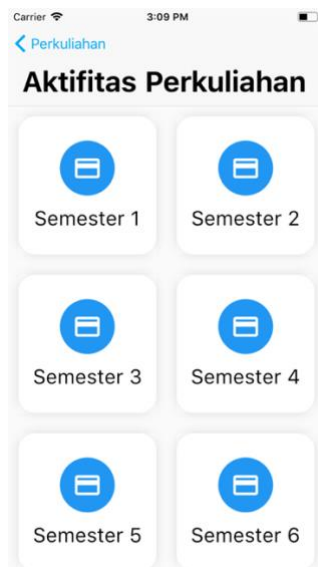 Carrier 3:09 PM
Perkuliahan
Aktifitas Perkuliahan
Semester 1 Semester 2
Semester 3 Semester 4
Semester 5 Semester 6